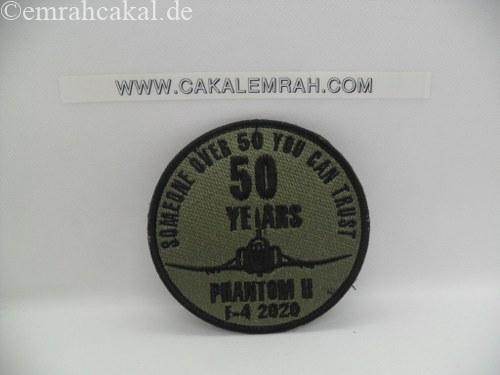 ©emrahcakal.de
WWW.CAKALEMRAH.COM
SOMEONE OVER 50 YOU CAN TRUST
50
YEARS
PHANTOM II
F-4 2020